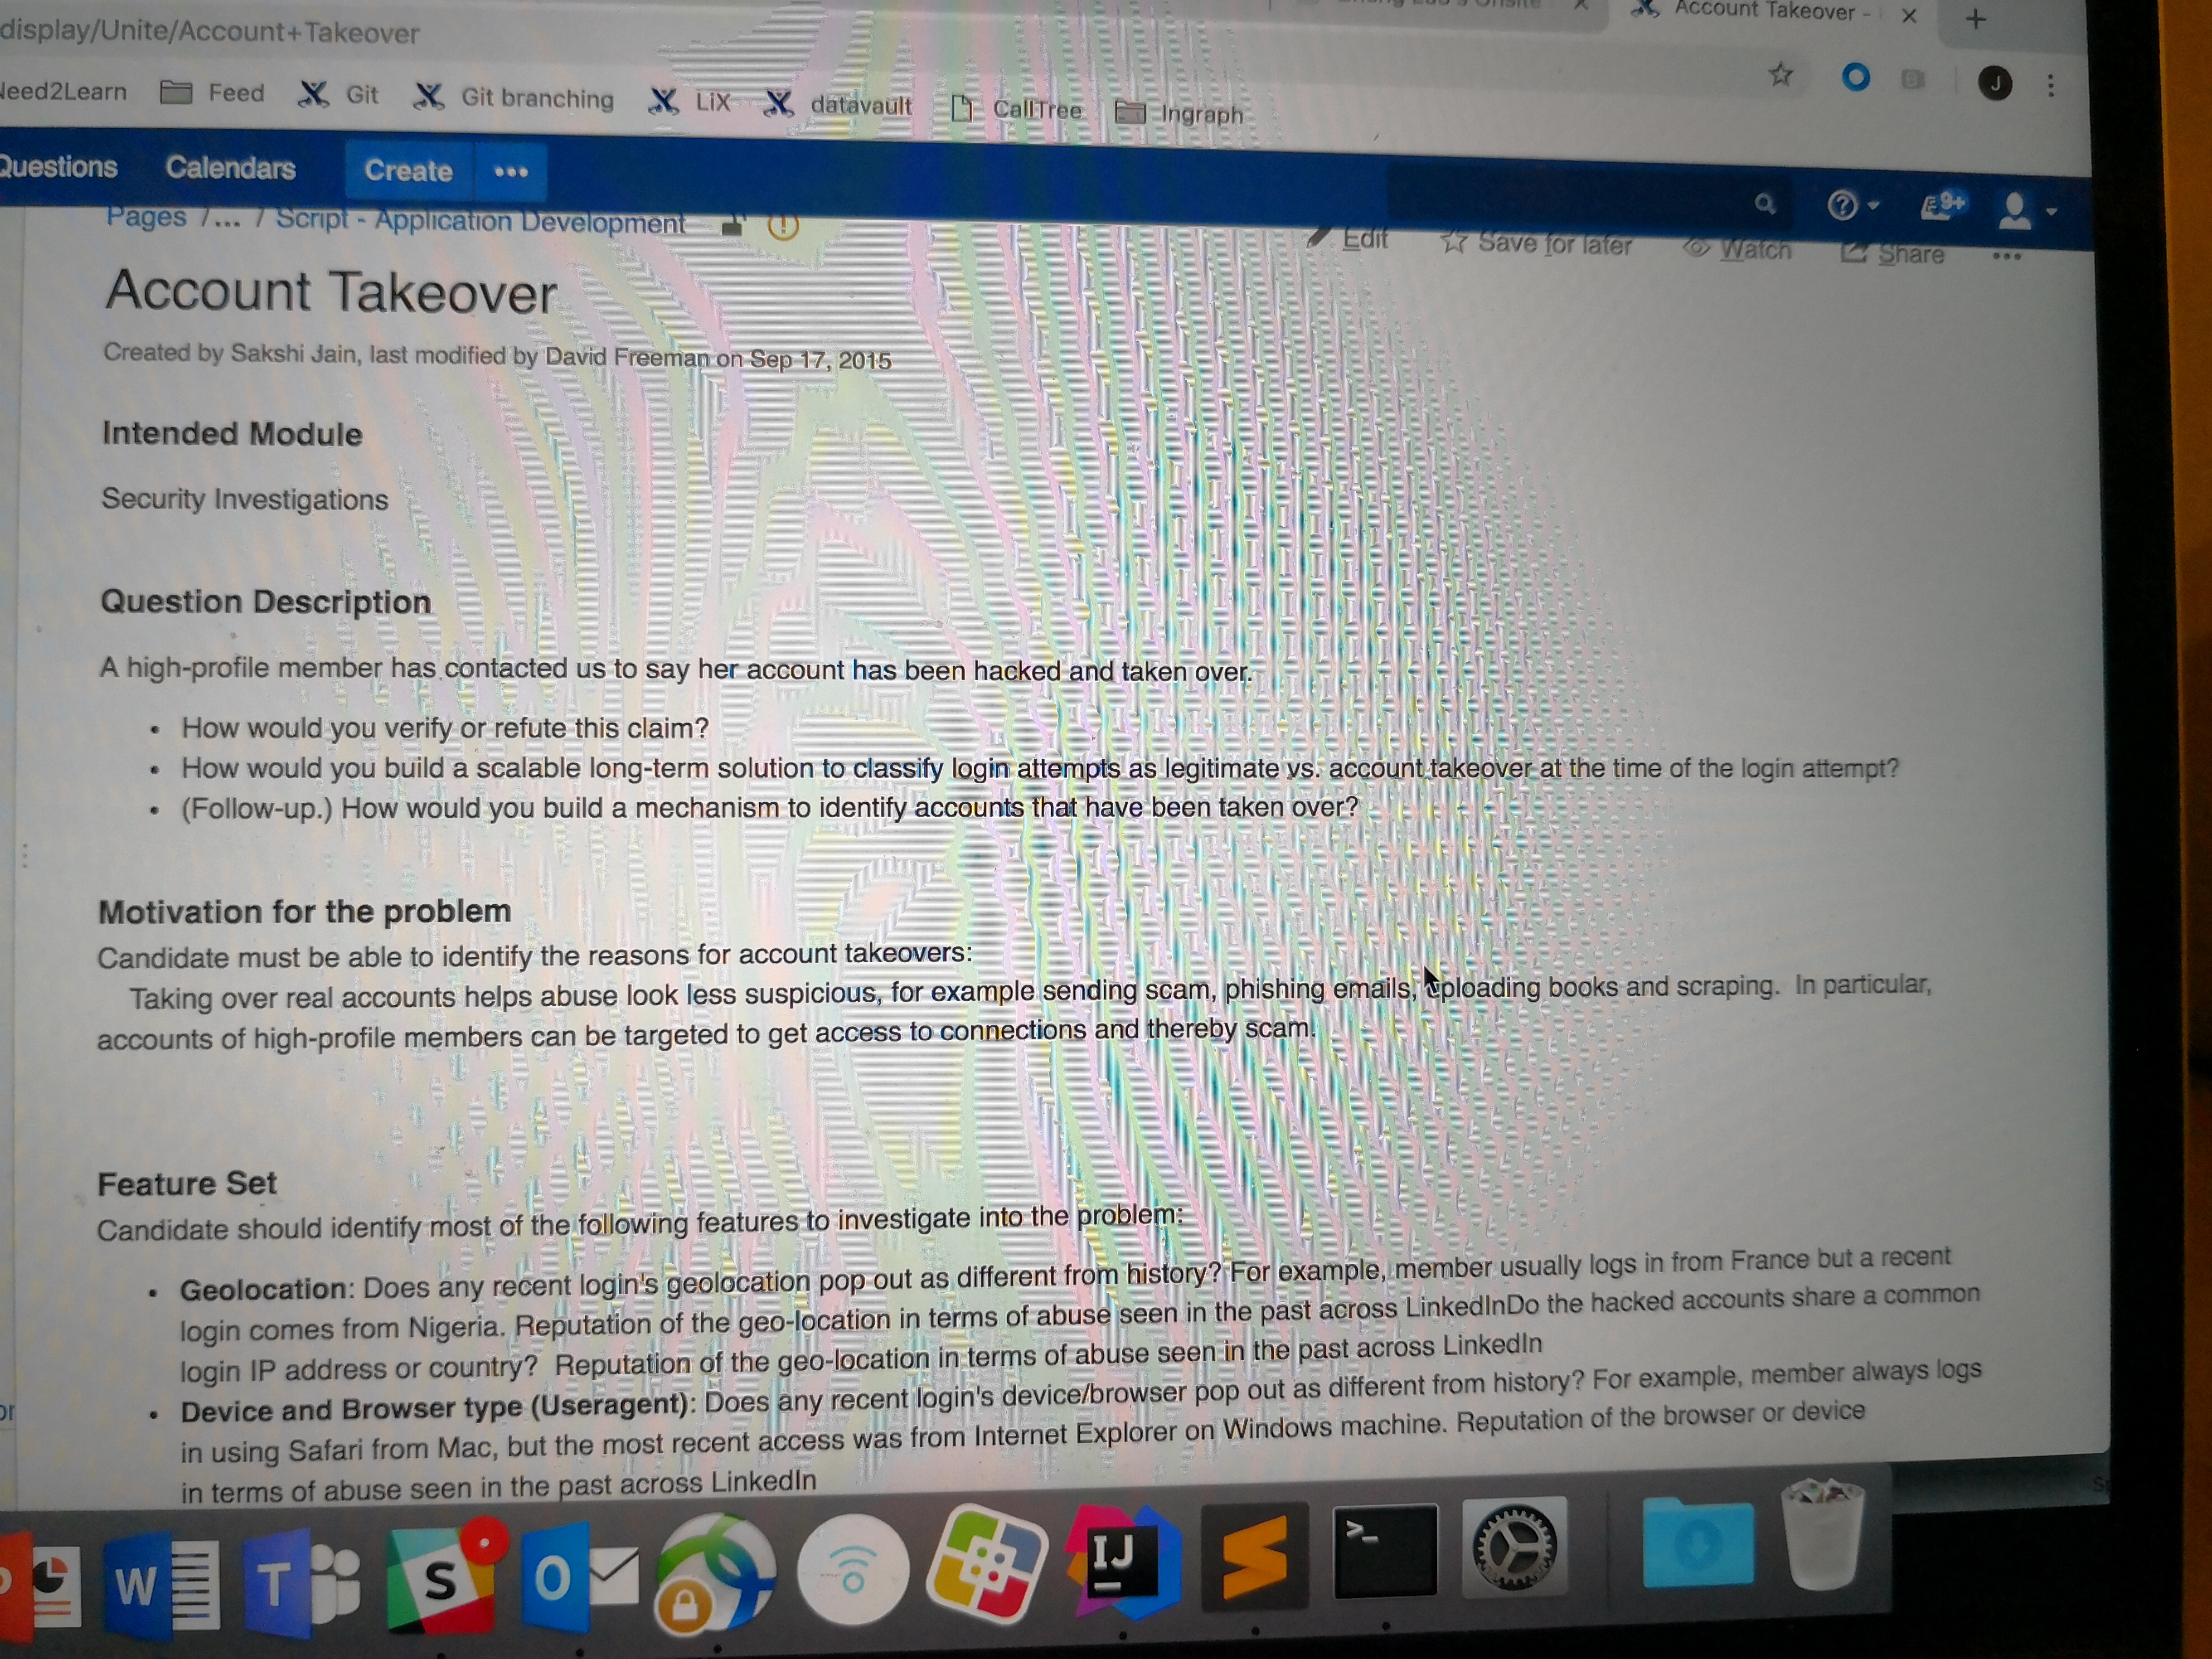 display/Unite/Account+Takeover
Account Takeover -
Need2Learn Feed Git Git branching LiX datavault CallTree Ingraph
J
Questions Calendars Create •••
9+
Pages /... / Script - Application Development
Edit Save for later Watch Share •••
Account Takeover
Created by Sakshi Jain, last modified by David Freeman on Sep 17, 2015
Intended Module
Security Investigations
Question Description
A high-profile member has contacted us to say her account has been hacked and taken over.
• How would you verify or refute this claim?
• How would you build a scalable long-term solution to classify login attempts as legitimate vs. account takeover at the time of the login attempt?
• (Follow-up.) How would you build a mechanism to identify accounts that have been taken over?
Motivation for the problem
Candidate must be able to identify the reasons for account takeovers:
Taking over real accounts helps abuse look less suspicious, for example sending scam, phishing emails, uploading books and scraping. In particular,
accounts of high-profile members can be targeted to get access to connections and thereby scam.
Feature Set
Candidate should identify most of the following features to investigate into the problem:
• Geolocation: Does any recent login's geolocation pop out as different from history? For example, member usually logs in from France but a recent
login comes from Nigeria. Reputation of the geo-location in terms of abuse seen in the past across LinkedInDo the hacked accounts share a common
login IP address or country? Reputation of the geo-location in terms of abuse seen in the past across LinkedIn
• Device and Browser type (Useragent): Does any recent login's device/browser pop out as different from history? For example, member always logs
in using Safari from Mac, but the most recent access was from Internet Explorer on Windows machine. Reputation of the browser or device
in terms of abuse seen in the past across LinkedIn
W T S O IJ >_